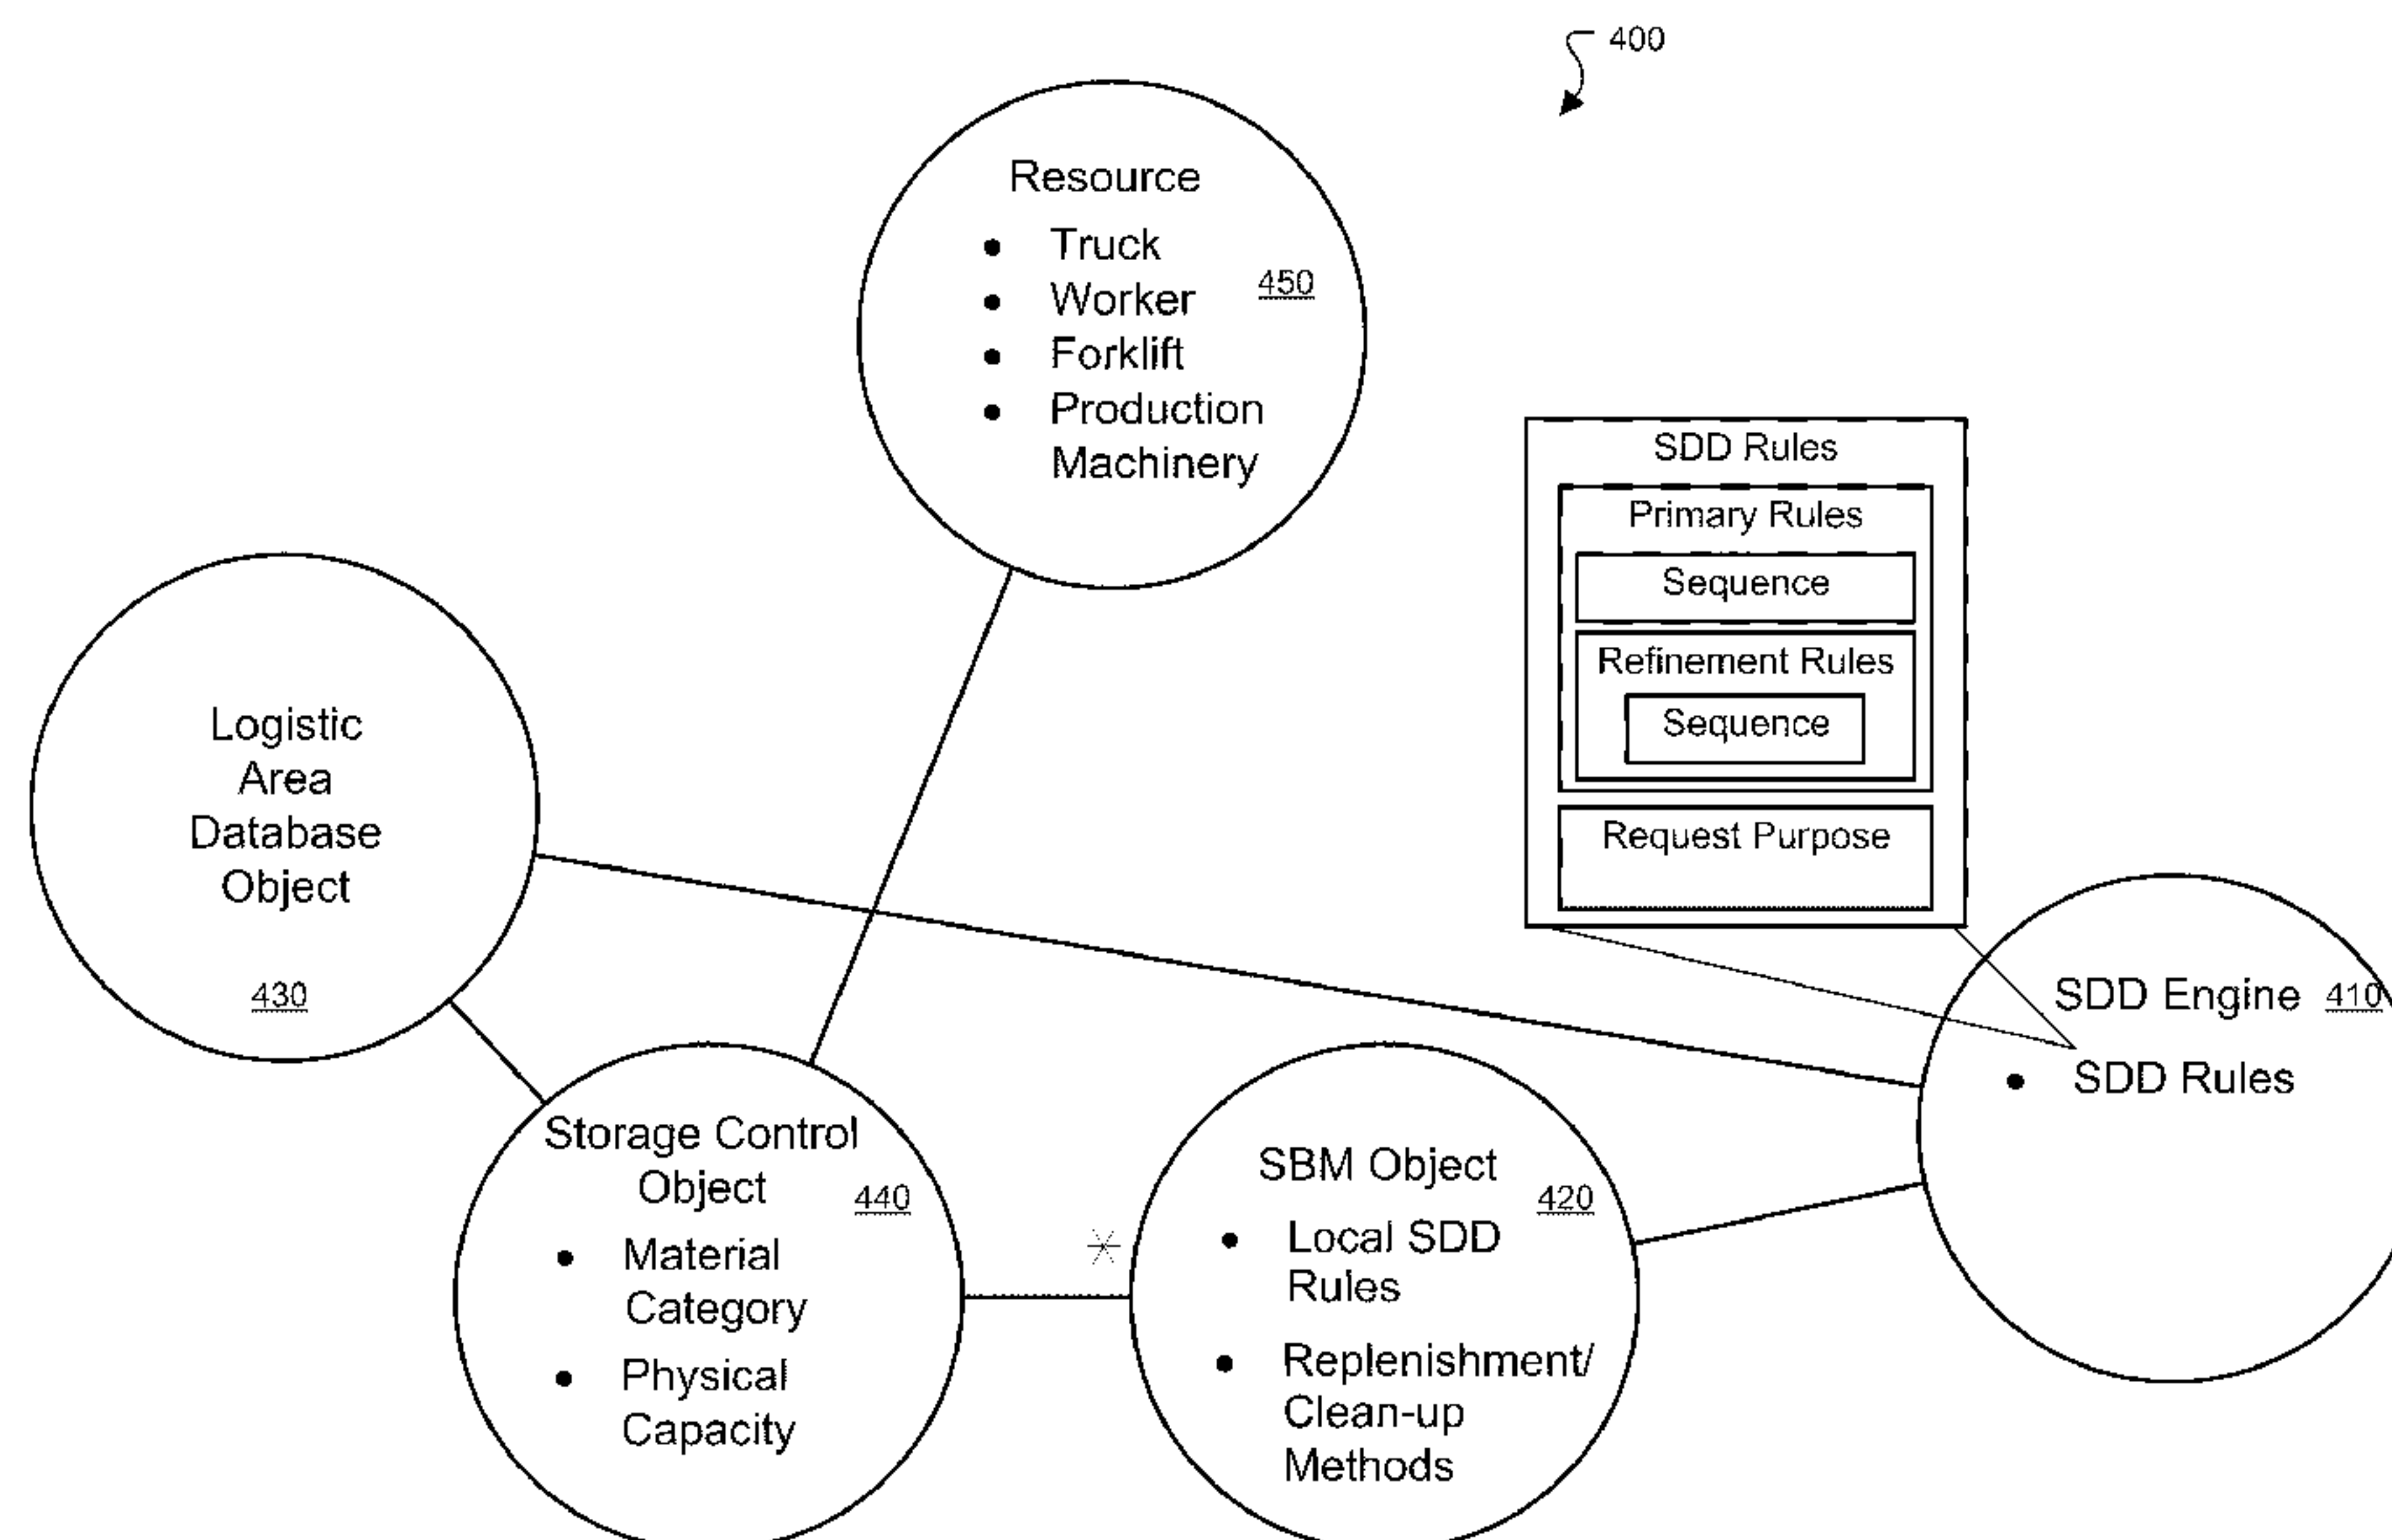 400
Resource
• Truck
• Worker
• Forklift
• Production
Machinery
450
SDD Rules
Primary Rules
Sequence
Refinement Rules
Sequence
Request Purpose
Logistic
Area
Database
Object
430
SDD Engine 410
• SDD Rules
Storage Control
Object
440
• Material
Category
• Physical
Capacity
*
SBM Object
420
• Local SDD
Rules
• Replenishment/
Clean-up
Methods